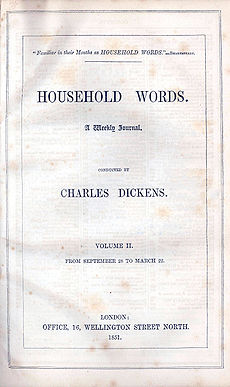 "Familiar in their Mouths as HOUSEHOLD WORDS."—SHAKESPEARE.
HOUSEHOLD WORDS.
A Weekly Journal.
CONDUCTED BY
CHARLES DICKENS.
VOLUME II.
FROM SEPTEMBER 28 TO MARCH 22.
LONDON:
OFFICE, 16, WELLINGTON STREET NORTH.
1851.